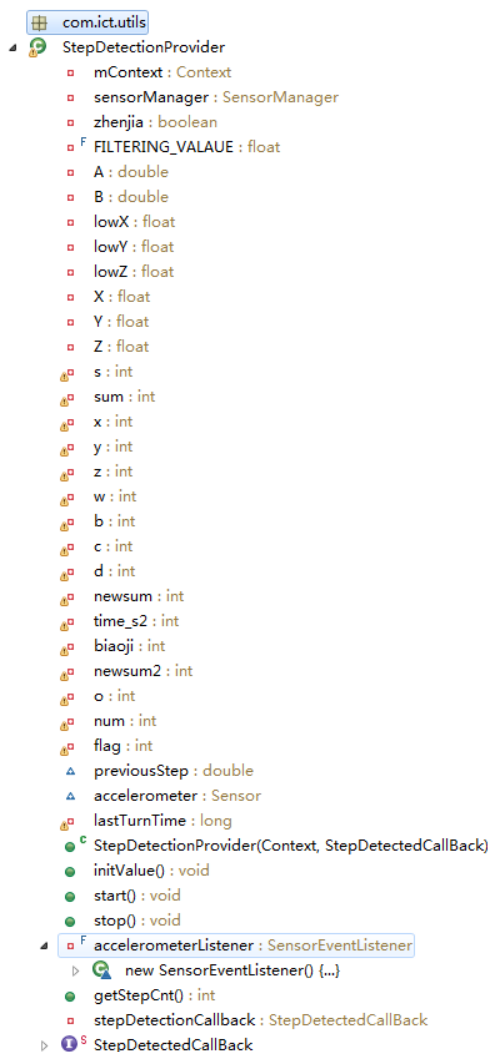 com.ict.utils
StepDetectionProvider
mContext : Context
sensorManager : SensorManager
zhenjia : boolean
F FILTERING_VALAUE : float
A : double
B : double
lowX : float
lowY : float
lowZ : float
X : float
Y : float
Z : float
s : int
sum : int
x : int
y : int
z : int
w : int
b : int
c : int
d : int
newsum : int
time_s2 : int
biaoji : int
newsum2 : int
o : int
num : int
flag : int
previousStep : double
accelerometer : Sensor
lastTurnTime : long
C StepDetectionProvider(Context, StepDetectedCallBack)
initValue() : void
start() : void
stop() : void
F accelerometerListener : SensorEventListener
new SensorEventListener() {...}
getStepCnt() : int
stepDetectionCallback : StepDetectedCallBack
S StepDetectedCallBack